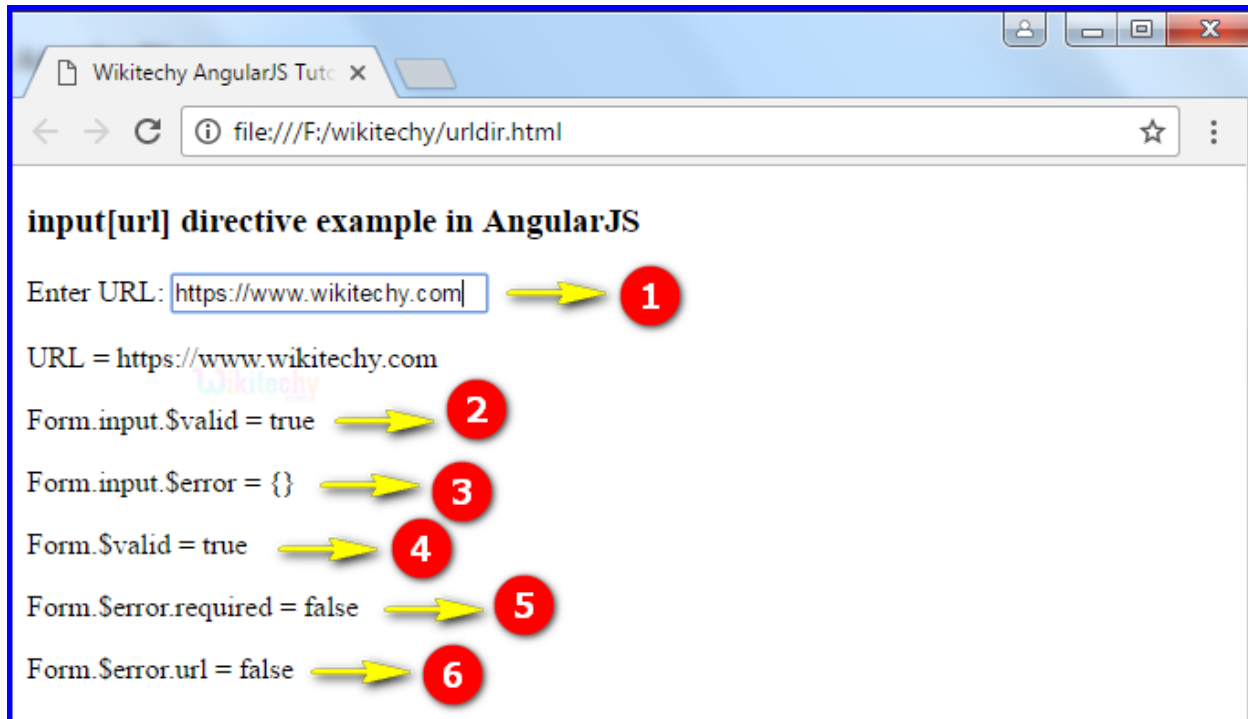 Wikitechy AngularJS Tuto
file:///F:/wikitechy/urldir.html
input[url] directive example in AngularJS
Enter URL: https://www.wikitechy.com 1
URL = https://www.wikitechy.com
Wikitechy
Form.input.$valid = true 2
Form.input.$error = {} 3
Form.$valid = true 4
Form.$error.required = false 5
Form.$error.url = false 6